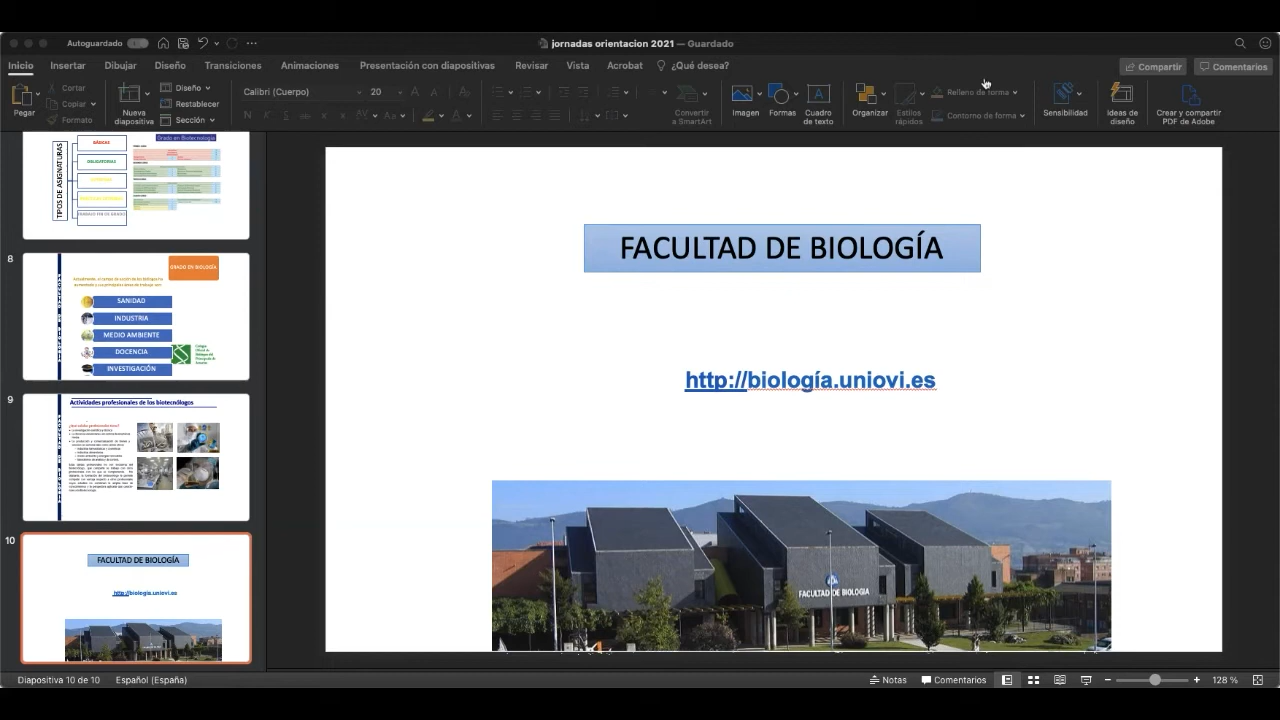 Autoguardado
jornadas orientacion 2021 — Guardado
Inicio Insertar Dibujar Diseño Transiciones Animaciones Presentación con diapositivas Revisar Vista Acrobat ¿Qué desea? Compartir Comentarios
Pegar
Cortar
Copiar
Formato
Nueva
diapositiva
Diseño
Restablecer
Sección
Calibri (Cuerpo) 20
Convertir
a SmartArt
Imagen
Formas
Cuadro
de texto
Organizar
Estilos
rápidos
Relleno de forma
Contorno de forma
Sensibilidad
Ideas de
diseño
Crear y compartir
PDF de Adobe
TIPOS DE ASIGNATURAS
BÁSICAS
OBLIGATORIAS
Grado en Biotecnología
8
GRADO EN BIOLOGÍA
SANIDAD
INDUSTRIA
MEDIO AMBIENTE
DOCENCIA
INVESTIGACIÓN
9
Actividades profesionales de los biotecnólogos
10
FACULTAD DE BIOLOGÍA
http://biología.uniovi.es
FACULTAD DE BIOLOGÍA
http://biología.uniovi.es
FACULTAD DE BIOLOGIA
Diapositiva 10 de 10 Español (España) Notas Comentarios 128 %